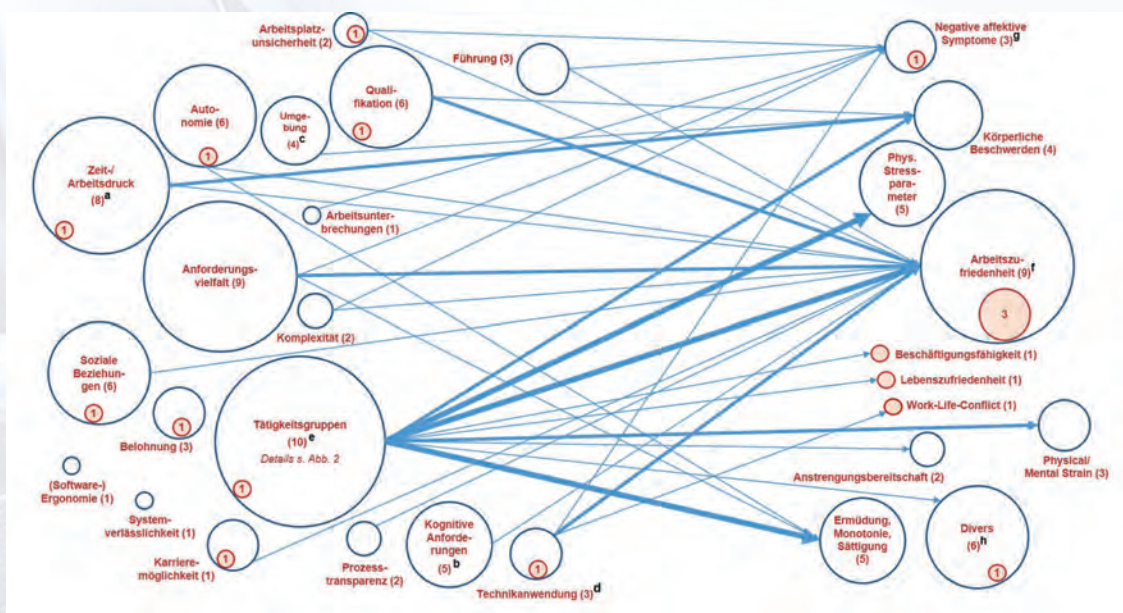 Arbeitsplatz-
unsicherheit (2)
1
Führung (3)
Negative affektive
Symptome (3)g
1
Auto-
nomie (6)
1
Umge-
bung
(4)c
Quali-
fikation (6)
1
Körperliche
Beschwerden (4)
Zeit-/
Arbeitsdruck
(8)a
1
Phys.
Stress-
para-
meter
(5)
Arbeitsunter-
brechungen (1)
Anforderungs-
vielfalt (9)
Arbeitszu-
friedenheit (9)f
3
Komplexität (2)
Soziale
Beziehun-
gen (6)
1
Beschäftigungsfähigkeit (1)
Lebenszufriedenheit (1)
Work-Life-Conflict (1)
Belohnung (3)
1
Tätigkeitsgruppen
(10)e
Details s. Abb. 2
1
Physical/
Mental Strain (3)
Anstrengungsbereitschaft (2)
(Software-)
Ergonomie (1)
System-
verlässlichkeit (1)
Karriere-
möglichkeit (1)
1
Prozess-
transparenz (2)
Kognitive
Anforde-
rungen
(5)b
Technikanwendung (3)d
1
Ermüdung,
Monotonie,
Sättigung
(5)
Divers
(6)h
1